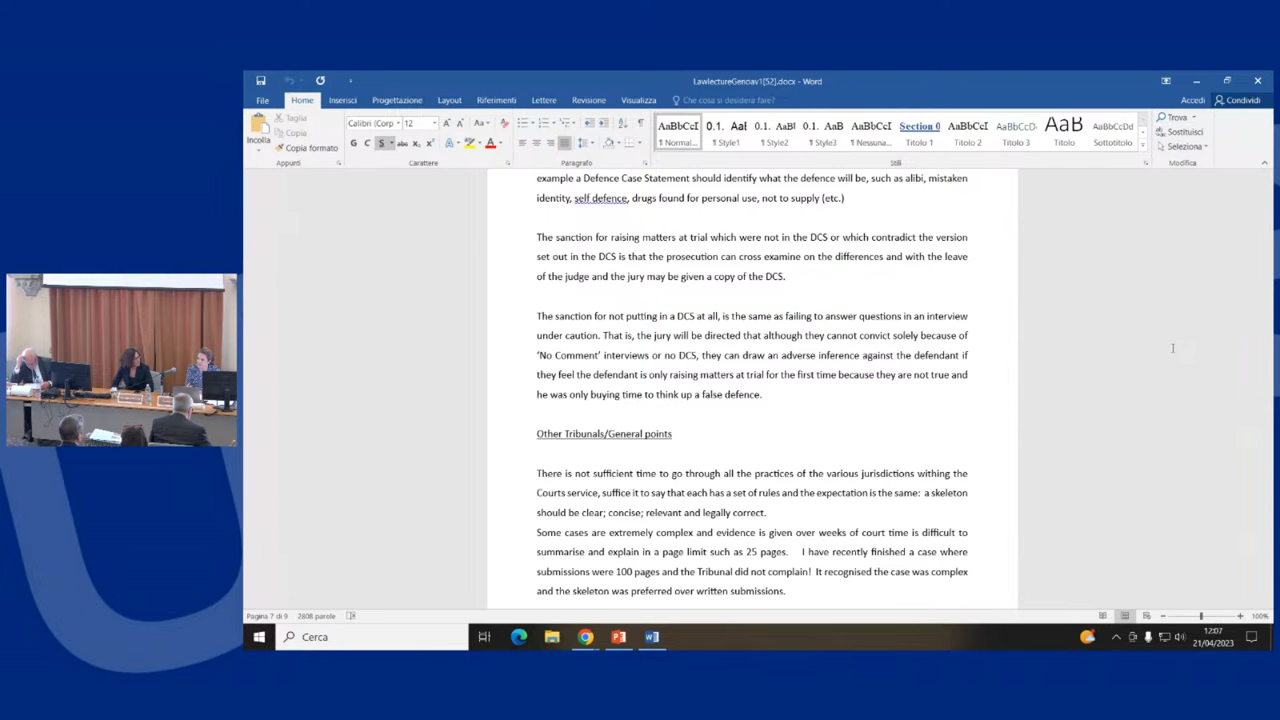 LawlectureGenoav1[52].docx - Word
File Home Inserisci Progettazione Layout Riferimenti Lettere Revisione Visualizza Che cosa si desidera fare? Accedi Condividi
Incolla
Taglia
Copia
Copia formato
Appunti
Calibri (Corp 12
Carattere
Paragrafo
AaBbCcI 0.1. AaI 0.1. AaBI 0.1. AaBI AaBbCcI Section 0 AaBbCcI AaBbCcI AaB AaBbCcDd
¶ Normal... ¶ Style1 ¶ Style2 ¶ Style3 ¶ Nessuna... Titolo 1 ¶ Titolo 2 ¶ Titolo 3 ¶ Titolo Sottotitolo
Stili
Trova
Sostituisci
Seleziona
Modifica
example a Defence Case Statement should identify what the defence will be, such as alibi, mistaken
identity, self defence, drugs found for personal use, not to supply (etc.)
The sanction for raising matters at trial which were not in the DCS or which contradict the version
set out in the DCS is that the prosecution can cross examine on the differences and with the leave
of the judge and the jury may be given a copy of the DCS.
The sanction for not putting in a DCS at all, is the same as failing to answer questions in an interview
under caution. That is, the jury will be directed that although they cannot convict solely because of
‘No Comment’ interviews or no DCS, they can draw an adverse inference against the defendant if
they feel the defendant is only raising matters at trial for the first time because they are not true and
he was only buying time to think up a false defence.
Other Tribunals/General points
There is not sufficient time to go through all the practices of the various jurisdictions withing the
Courts service, suffice it to say that each has a set of rules and the expectation is the same: a skeleton
should be clear; concise; relevant and legally correct.
Some cases are extremely complex and evidence is given over weeks of court time is difficult to
summarise and explain in a page limit such as 25 pages. I have recently finished a case where
submissions were 100 pages and the Tribunal did not complain! It recognised the case was complex
and the skeleton was preferred over written submissions.
Pagina 7 di 9 2808 parole 100%
Cerca
12:07
21/04/2023